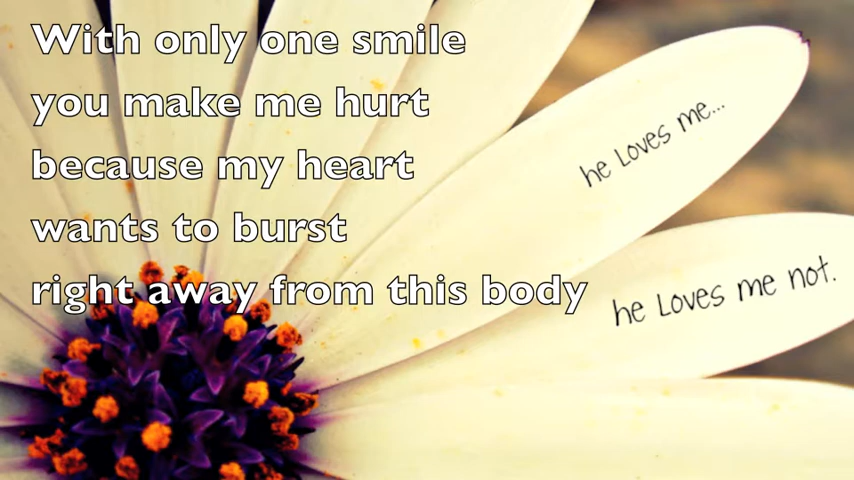 With only one smile
you make me hurt
because my heart
wants to burst
right away from this body
he Loves me...
he Loves me not.